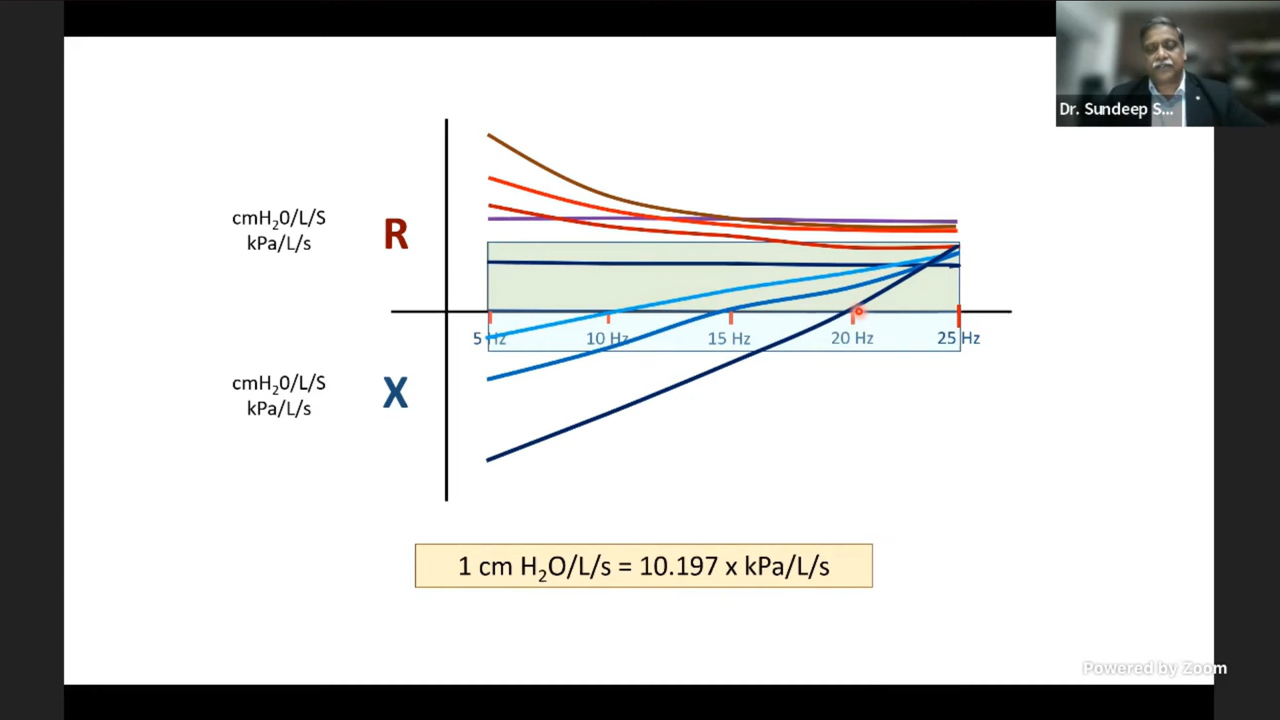 Dr. Sundeep S...
cmH₂0/L/S
kPa/L/s
R
5 Hz
10 Hz
15 Hz
20 Hz
25 Hz
cmH₂0/L/S
kPa/L/s
X
1 cm H₂O/L/s = 10.197 x kPa/L/s
Powered by Zoom